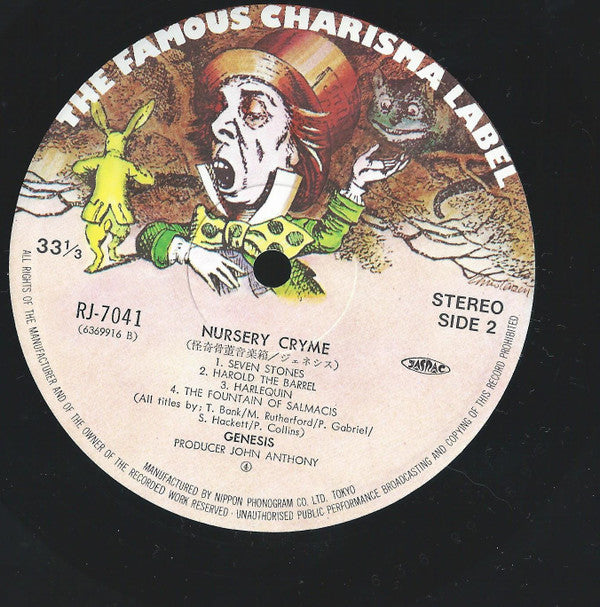 THE FAMOUS CHARISMA LABEL
33⅓
RJ-7041
(6369916 B)
STEREO
SIDE 2
NURSERY CRYME
(怪奇骨董音楽箱/ジェネシス)
1. SEVEN STONES
2. HAROLD THE BARREL
3. HARLEQUIN
4. THE FOUNTAIN OF SALMACIS
(All titles by: T. Bank/M. Rutherford/P. Gabriel/
S. Hackett/P. Collins)
GENESIS
PRODUCER JOHN ANTHONY
④
JASRAC
ALL RIGHTS OF THE MANUFACTURER AND OF THE OWNER OF THE RECORDED WORK RESERVED · UNAUTHORISED PUBLIC PERFORMANCE BROADCASTING AND COPYING OF THIS RECORD PROHIBITED
MANUFACTURED BY NIPPON PHONOGRAM CO. LTD. TOKYO